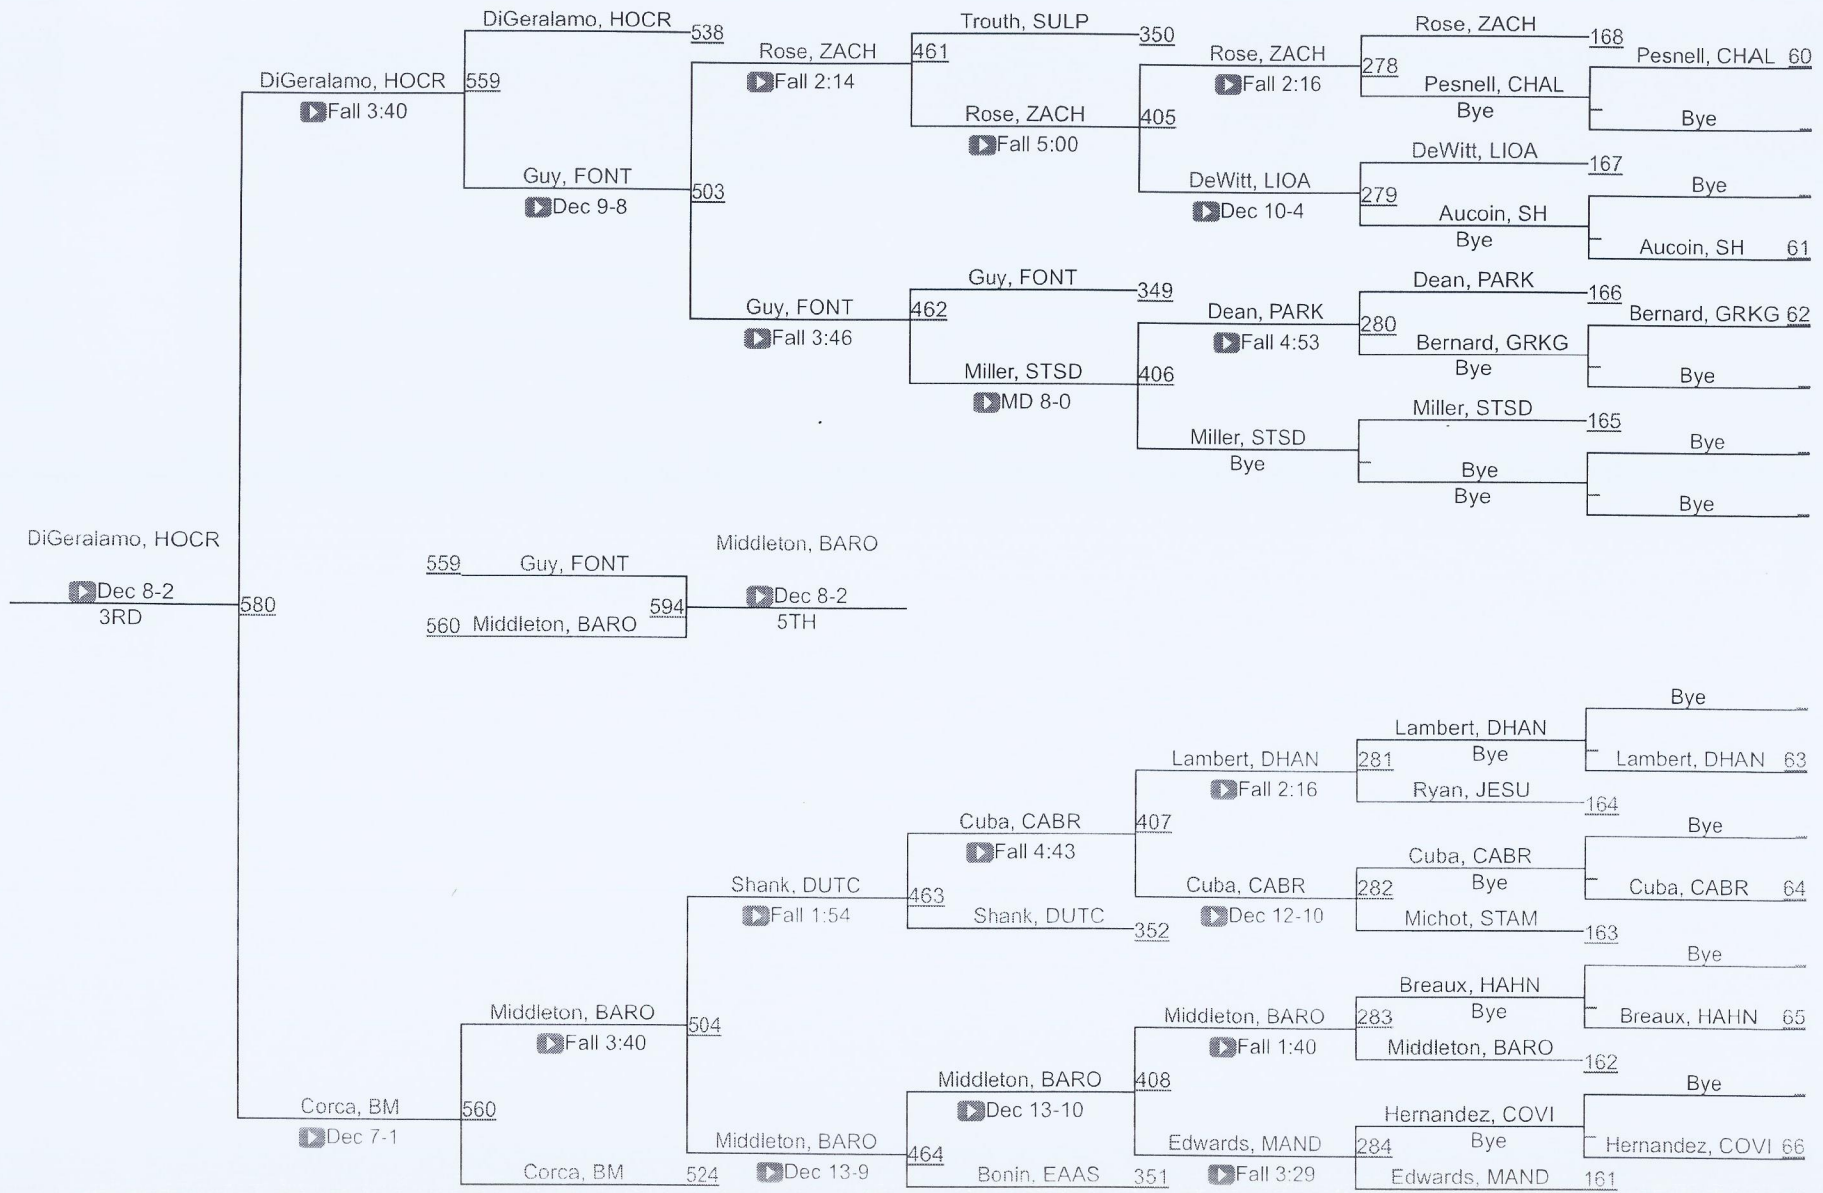 DiGeralamo, HOCR
538
Trouth, SULP
350
Rose, ZACH
168
Pesnell, CHAL 60
Rose, ZACH
461
Rose, ZACH
278
DiGeralamo, HOCR
559
Fall 2:14
Fall 2:16
Pesnell, CHAL
Bye
Bye
Fall 3:40
Rose, ZACH
405
Fall 5:00
DeWitt, LIOA
167
Guy, FONT
503
DeWitt, LIOA
279
Bye
Dec 9-8
Dec 10-4
Aucoin, SH
Bye
Aucoin, SH 61
Guy, FONT
349
Dean, PARK
166
Guy, FONT
462
Dean, PARK
280
Bernard, GRKG 62
Fall 3:46
Fall 4:53
Bernard, GRKG
Bye
Bye
Miller, STSD
406
MD 8-0
Miller, STSD
165
Miller, STSD
Bye
Bye
Bye
Bye
Bye
DiGeralamo, HOCR
Dec 8-2
3RD
580
559 Guy, FONT
560 Middleton, BARO
594
Middleton, BARO
Dec 8-2
5TH
Bye
Lambert, DHAN
Bye
Lambert, DHAN 63
Lambert, DHAN
281
Fall 2:16
Ryan, JESU
164
Cuba, CABR
407
Fall 4:43
Bye
Cuba, CABR
Bye
Cuba, CABR 64
Shank, DUTC
463
Fall 1:54
Cuba, CABR
282
Dec 12-10
Shank, DUTC
352
Michot, STAM
163
Bye
Breaux, HAHN
Bye
Breaux, HAHN 65
Middleton, BARO
504
Fall 3:40
Middleton, BARO
283
Fall 1:40
Middleton, BARO
162
Middleton, BARO
408
Dec 13-10
Bye
Corca, BM
560
Dec 7-1
Hernandez, COVI
Bye
Hernandez, COVI 66
Middleton, BARO
464
Dec 13-9
Edwards, MAND
284
Fall 3:29
Corca, BM
524
Bonin, EAAS
351
Edwards, MAND
161